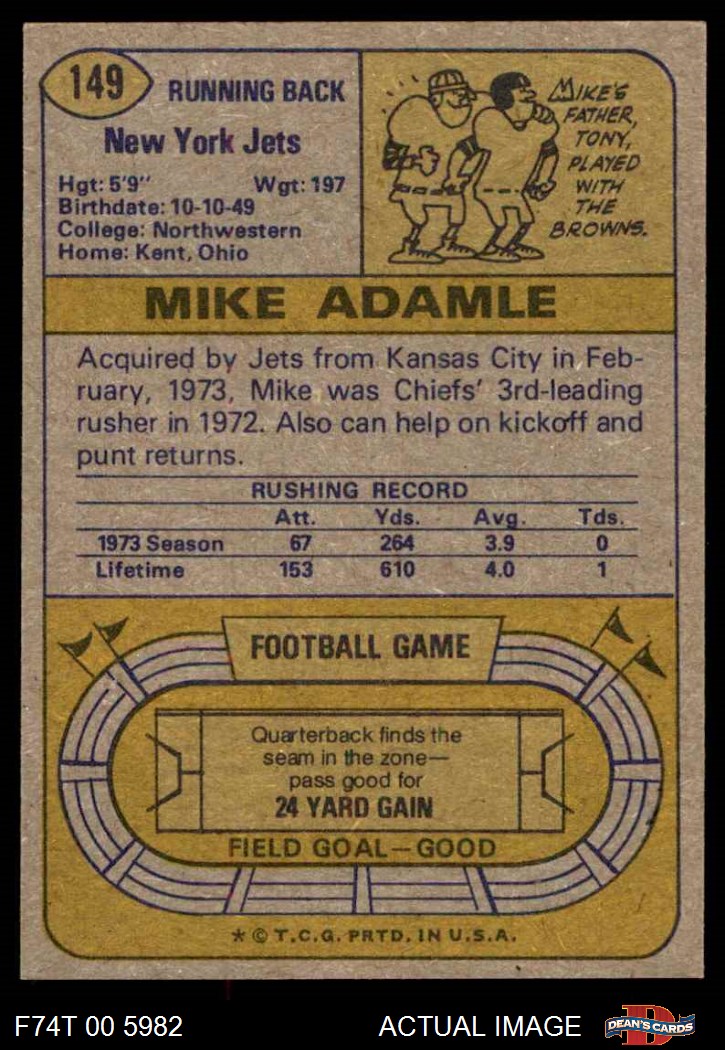 149
RUNNING BACK
New York Jets
Hgt: 5'9" Wgt: 197
Birthdate: 10-10-49
College: Northwestern
Home: Kent, Ohio
MIKE'S
FATHER,
TONY,
PLAYED
WITH
THE
BROWNS.
MIKE ADAMLE
Acquired by Jets from Kansas City in Feb-
ruary, 1973, Mike was Chiefs' 3rd-leading
rusher in 1972. Also can help on kickoff and
punt returns.
RUSHING RECORD
Att. Yds. Avg. Tds.
1973 Season 67 264 3.9 0
Lifetime 153 610 4.0 1
FOOTBALL GAME
Quarterback finds the
seam in the zone—
pass good for
24 YARD GAIN
FIELD GOAL—GOOD
* © T.C.G. PRTD. IN U.S.A.
F74T 00 5982 ACTUAL IMAGE
D
DEAN'S CARDS